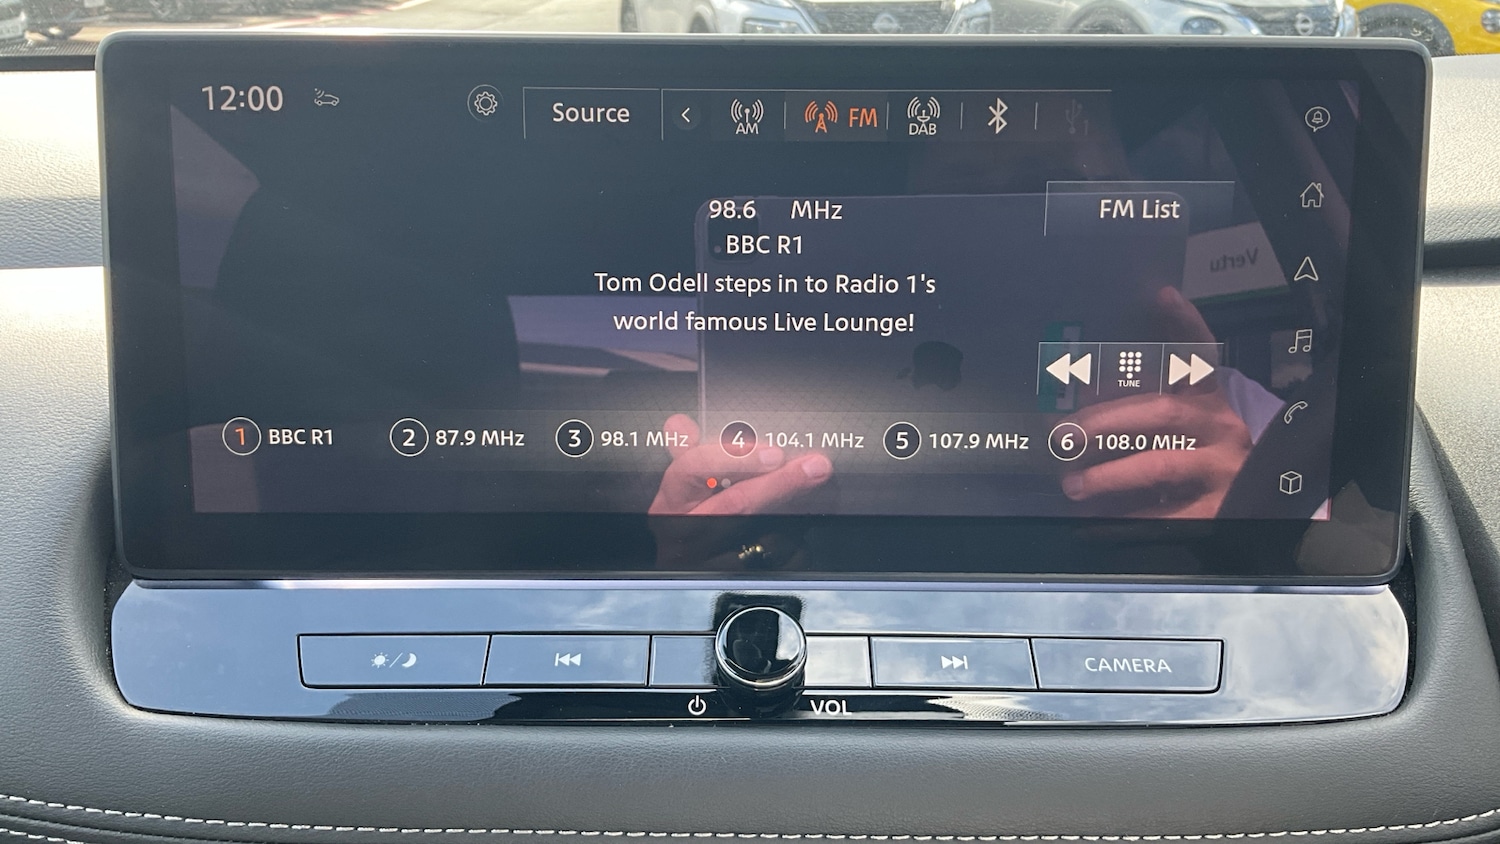 12:00
Source
AM
FM
DAB
1
98.6 MHz
FM List
BBC R1
Vertu
Tom Odell steps in to Radio 1's
world famous Live Lounge!
TUNE
1 BBC R1 2 87.9 MHz 3 98.1 MHz 4 104.1 MHz 5 107.9 MHz 6 108.0 MHz
CAMERA
VOL